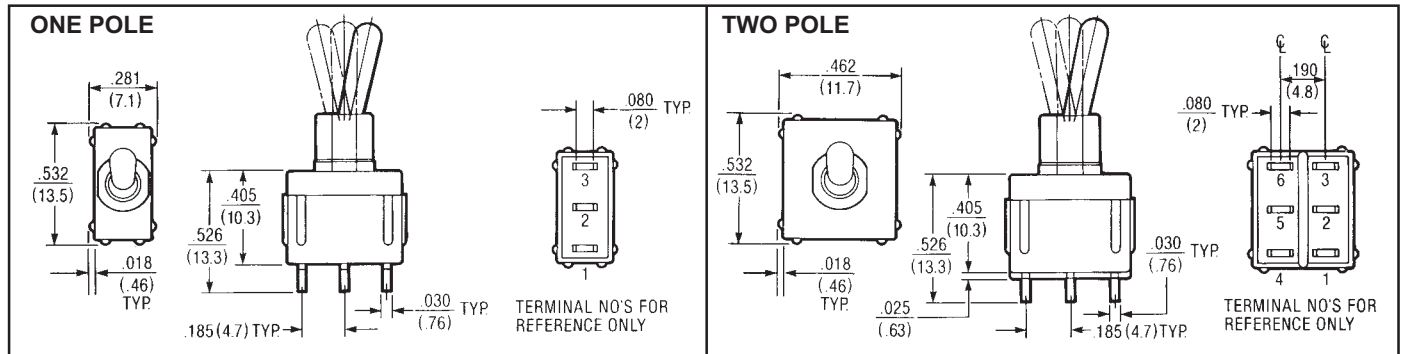 ONE POLE
.281
(7.1)
.532
(13.5)
.018
(.46)
TYP.
.405
(10.3)
.526
(13.3)
.030 TYP.
(.76)
.185(4.7)TYP.
.080 TYP.
(2)
3
2
1
TERMINAL NO'S FOR
REFERENCE ONLY
TWO POLE
.462
(11.7)
.532
(13.5)
.018
(.46)
TYP.
.405
(10.3)
.526
(13.3)
.025
(.63)
.030 TYP.
(.76)
.185(4.7)TYP.
℄ ℄
.190
(4.8)
.080 TYP.
(2)
6 3
5 2
4 1
TERMINAL NO'S FOR
REFERENCE ONLY